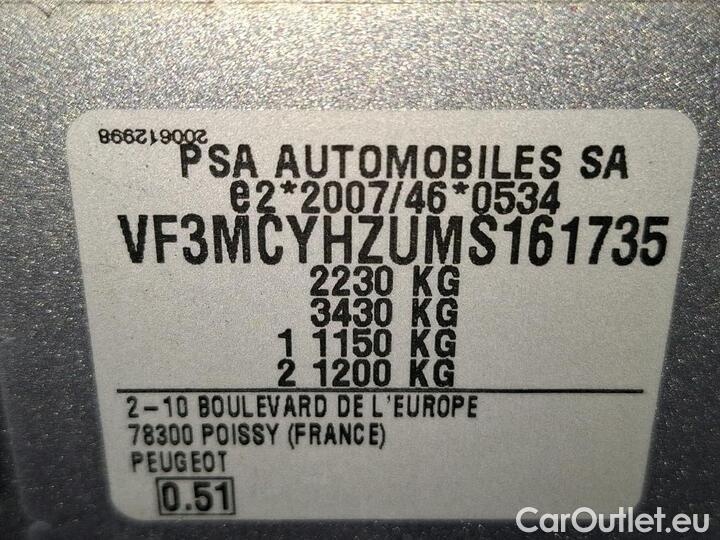 200612998
PSA AUTOMOBILES SA
e2*2007/46*0534
VF3MCYHZUMS161735
2230 KG
3430 KG
1 1150 KG
2 1200 KG
2-10 BOULEVARD DE L'EUROPE
78300 POISSY (FRANCE)
PEUGEOT
0.51
CarOutlet.eu